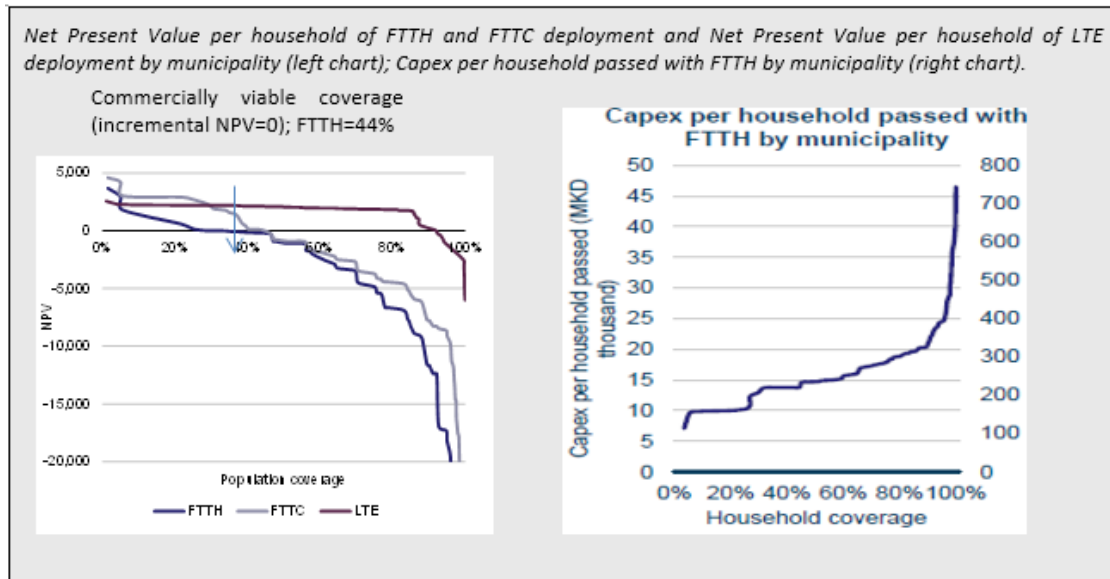 Net Present Value per household of FTTH and FTTC deployment and Net Present Value per household of LTE
deployment by municipality (left chart); Capex per household passed with FTTH by municipality (right chart).
Commercially viable coverage
(incremental NPV=0); FTTH=44%
5,000
0
-5,000
-10,000
-15,000
-20,000
NPV
0% 20% 40% 60% 80% 100%
Population coverage
FTTH FTTC LTE
Capex per household passed with
FTTH by municipality
Capex per household passed (MKD
thousand)
50
45
40
35
30
25
20
15
10
5
0
800
700
600
500
400
300
200
100
0
0% 20% 40% 60% 80% 100%
Household coverage